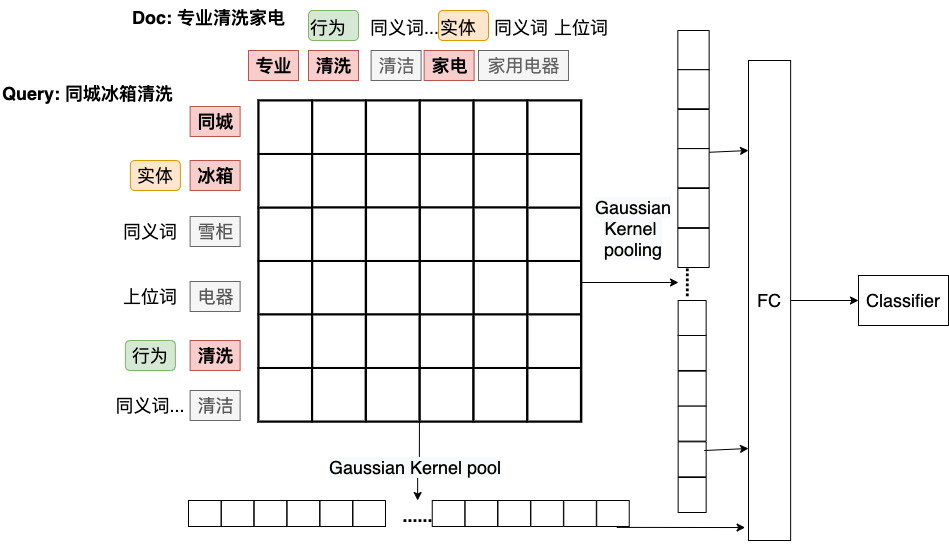 Doc: 专业清洗家电
行为 同义词... 实体 同义词 上位词
专业 清洗 清洁 家电 家用电器
Query: 同城冰箱清洗
同城
实体 冰箱
同义词 雪柜
上位词 电器
行为 清洗
同义词... 清洁
Gaussian
Kernel
pooling
FC
Classifier
Gaussian Kernel pool
......